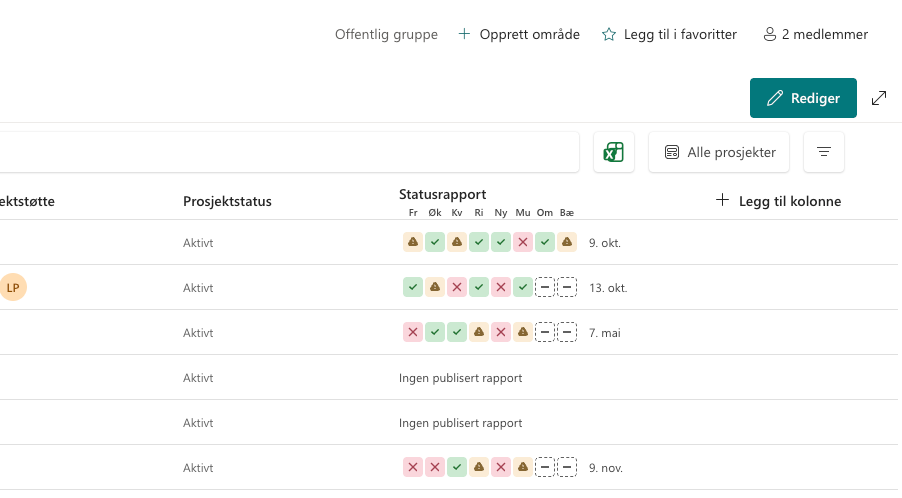 Offentlig gruppe Opprett område Legg til i favoritter 2 medlemmer
Rediger
Alle prosjekter
ektstøtte Prosjektstatus Statusrapport Legg til kolonne
Fr Øk Kv Ri Ny Mu Om Bæ
Aktivt 9. okt.
LP Aktivt 13. okt.
Aktivt 7. mai
Aktivt Ingen publisert rapport
Aktivt Ingen publisert rapport
Aktivt 9. nov.